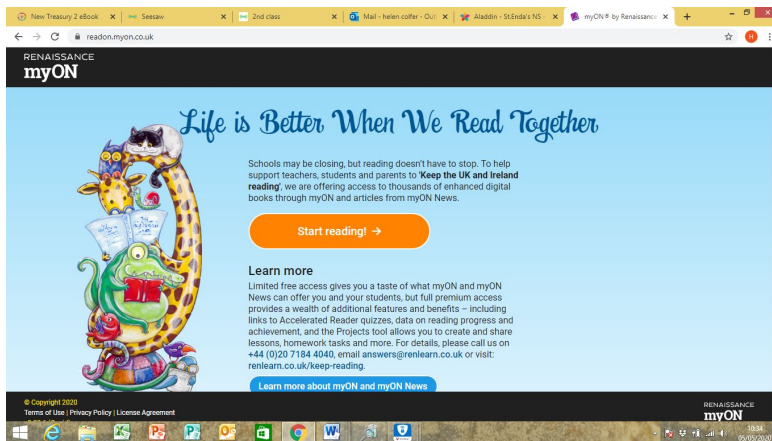 New Treasury 2 eBook
Seesaw
2nd class
Mail - helen colfer - Out
Aladdin - St.Enda's NS -
myON® by Renaissance
readon.myon.co.uk
H
RENAISSANCE
myON
Life is Better When We Read Together
Schools may be closing, but reading doesn't have to stop. To help
support teachers, students and parents to 'Keep the UK and Ireland
reading', we are offering access to thousands of enhanced digital
books through myON and articles from myON News.
Start reading! →
Learn more
Limited free access gives you a taste of what myON and myON
News can offer you and your students, but full premium access
provides a wealth of additional features and benefits – including
links to Accelerated Reader quizzes, data on reading progress and
achievement, and the Projects tool allows you to create and share
lessons, homework tasks and more. For details, please call us on
+44 (0)20 7184 4040, email answers@renlearn.co.uk or visit:
renlearn.co.uk/keep-reading.
Learn more about myON and myON News
© Copyright 2020
Terms of Use | Privacy Policy | License Agreement
RENAISSANCE
myON
10:34
05/05/2020